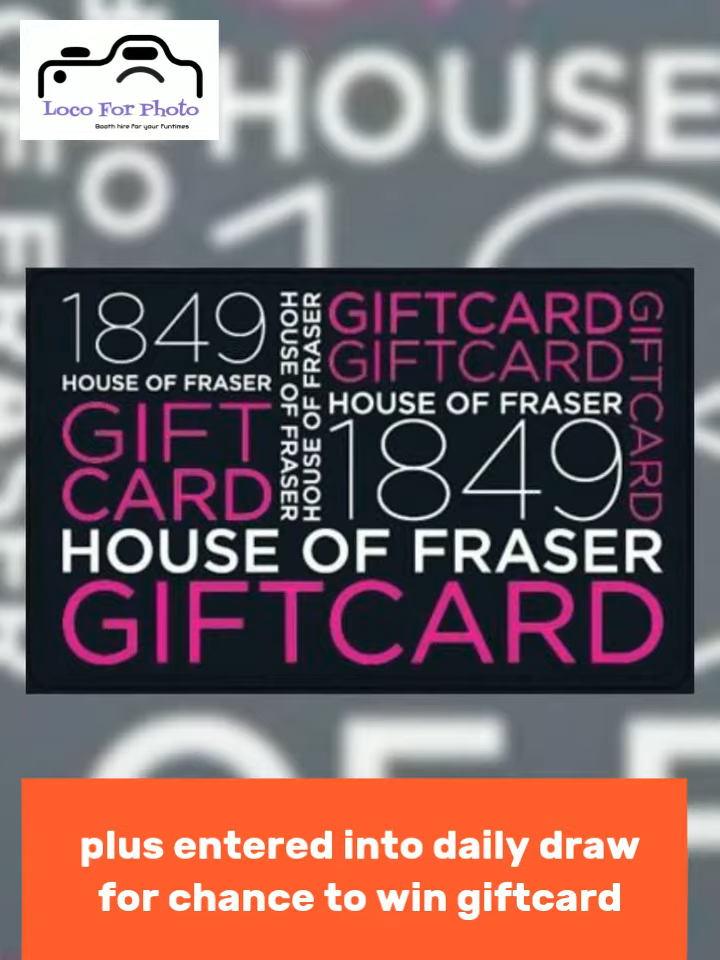 Loco For Photo
Booth hire for your funtimes
HOUSE
1849
HOUSE OF FRASER
GIFT
CARD
HOUSE OF FRASER
HOUSE OF FRASER
GIFTCARD
GIFTCARD
HOUSE OF FRASER
1849
GIFTCARD
HOUSE OF FRASER
GIFTCARD
plus entered into daily draw
for chance to win giftcard